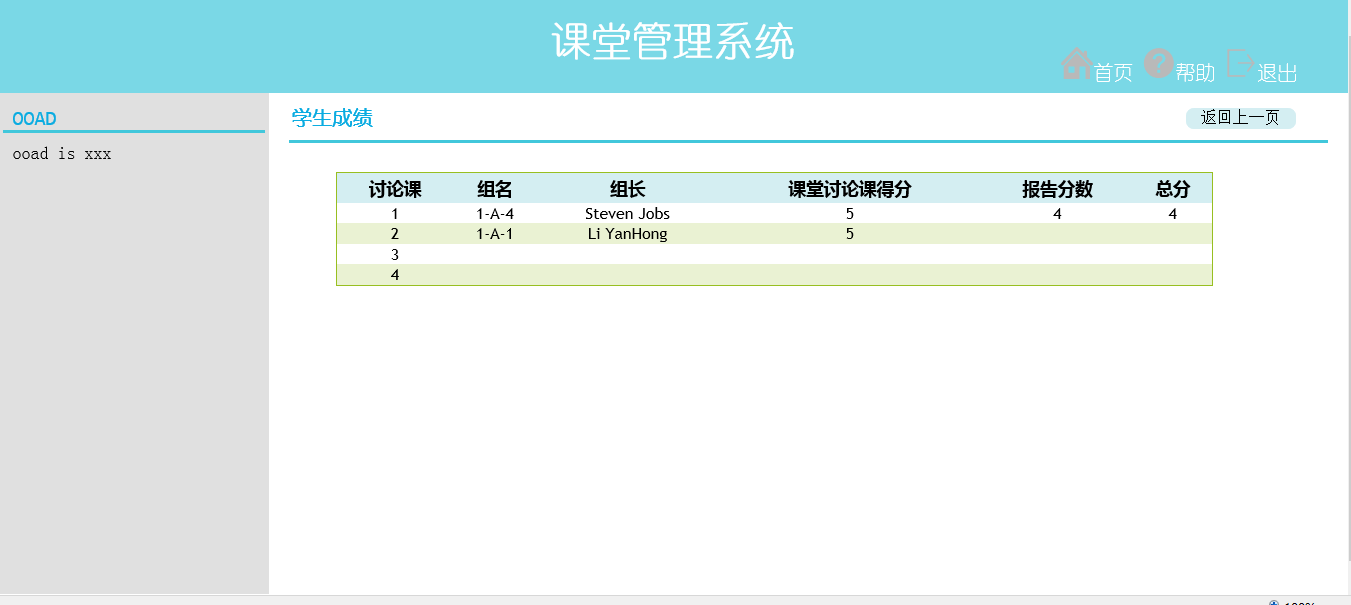 课堂管理系统
首页 帮助 退出
OOAD
ooad is xxx
学生成绩
返回上一页
讨论课 组名 组长 课堂讨论课得分 报告分数 总分
1 1-A-4 Steven Jobs 5 4 4
2 1-A-1 Li YanHong 5
3
4